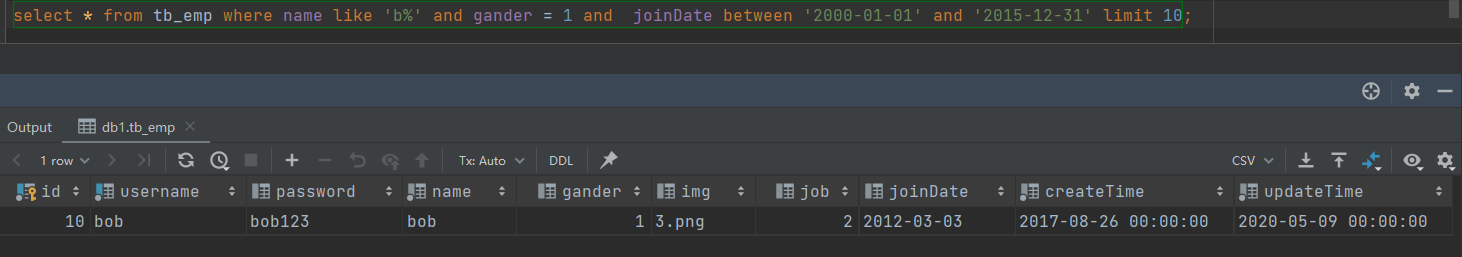 select * from tb_emp where name like 'b%' and gander = 1 and  joinDate between '2000-01-01' and '2015-12-31' limit 10;
Output db1.tb_emp
1 row Tx: Auto DDL CSV
id username password name gander img job joinDate createTime updateTime
10 bob bob123 bob 1 3.png 2 2012-03-03 2017-08-26 00:00:00 2020-05-09 00:00:00